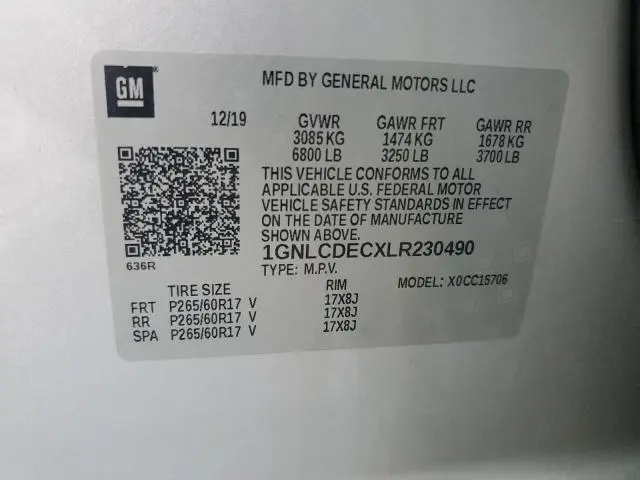 GM
MFD BY GENERAL MOTORS LLC
12/19 GVWR GAWR FRT GAWR RR
3085 KG 1474 KG 1678 KG
6800 LB 3250 LB 3700 LB
THIS VEHICLE CONFORMS TO ALL
APPLICABLE U.S. FEDERAL MOTOR
VEHICLE SAFETY STANDARDS IN EFFECT
ON THE DATE OF MANUFACTURE
SHOWN ABOVE.
1GNLCDECXLR230490
636R
TYPE: M.P.V. MODEL: X0CC15706
TIRE SIZE RIM
FRT P265/60R17 V 17X8J
RR P265/60R17 V 17X8J
SPA P265/60R17 V 17X8J